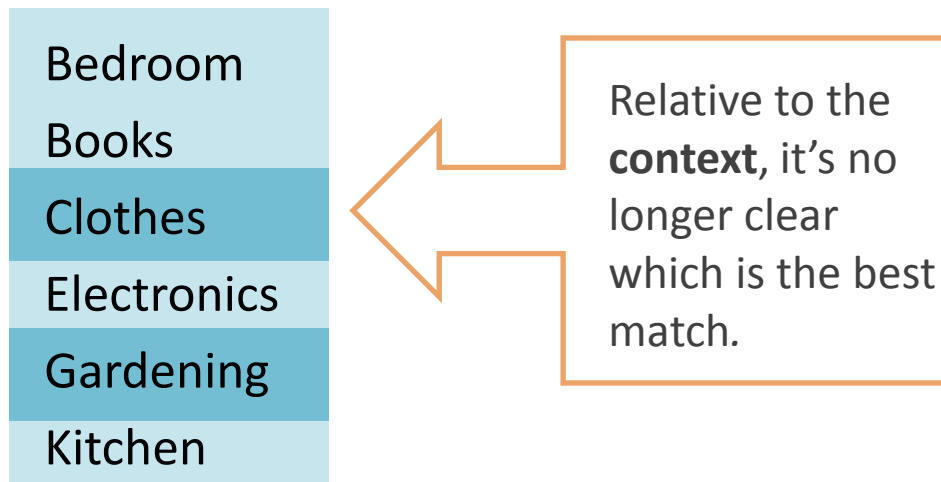 Bedroom
Books
Clothes
Electronics
Gardening
Kitchen
Relative to the
context, it’s no
longer clear
which is the best
match.